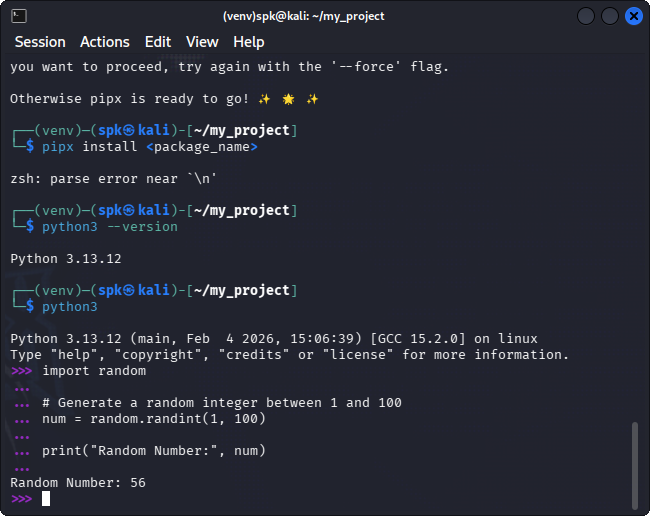 (venv)spk@kali: ~/my_project
Session Actions Edit View Help
you want to proceed, try again with the '--force' flag.
Otherwise pipx is ready to go! ✨ 🌟 ✨
┌──(venv)─(spk㉿kali)-[~/my_project]
└─$ pipx install <package_name>
zsh: parse error near `\n'
┌──(venv)─(spk㉿kali)-[~/my_project]
└─$ python3 --version
Python 3.13.12
┌──(venv)─(spk㉿kali)-[~/my_project]
└─$ python3
Python 3.13.12 (main, Feb  4 2026, 15:06:39) [GCC 15.2.0] on linux
Type "help", "copyright", "credits" or "license" for more information.
>>> import random
...
... # Generate a random integer between 1 and 100
... num = random.randint(1, 100)
...
... print("Random Number:", num)
...
Random Number: 56
>>>